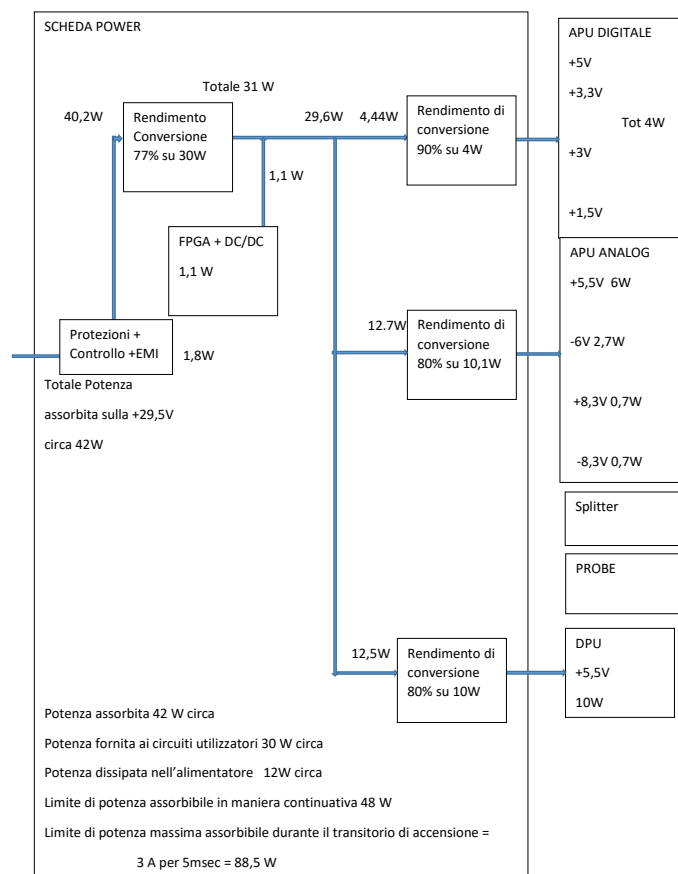 SCHEDA POWER
Totale 31 W
40,2W
Rendimento
Conversione
77% su 30W
29,6W
4,44W
Rendimento di
conversione
90% su 4W
1,1 W
FPGA + DC/DC
1,1 W
Protezioni +
Controllo +EMI
1,8W
Totale Potenza
assorbita sulla +29,5V
circa 42W
12.7W
Rendimento di
conversione
80% su 10,1W
12,5W
Rendimento di
conversione
80% su 10W
APU DIGITALE
+5V
+3,3V
Tot 4W
+3V
+1,5V
APU ANALOG
+5,5V 6W
-6V 2,7W
+8,3V 0,7W
-8,3V 0,7W
Splitter
PROBE
DPU
+5,5V
10W
Potenza assorbita 42 W circa
Potenza fornita ai circuiti utilizzatori 30 W circa
Potenza dissipata nell’alimentatore 12W circa
Limite di potenza assorbibile in maniera continuativa 48 W
Limite di potenza massima assorbibile durante il transitorio di accensione =
3 A per 5msec = 88,5 W